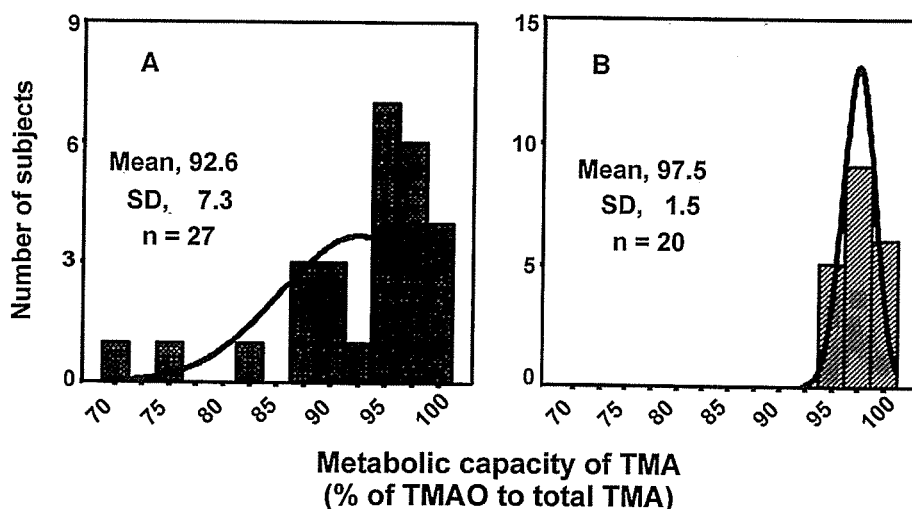 Number of subjects
9
6
3
0
A
Mean, 92.6
SD, 7.3
n = 27
70 75 80 85 90 95 100
15
10
5
0
B
Mean, 97.5
SD, 1.5
n = 20
70 75 80 85 90 95 100
Metabolic capacity of TMA
(% of TMAO to total TMA)